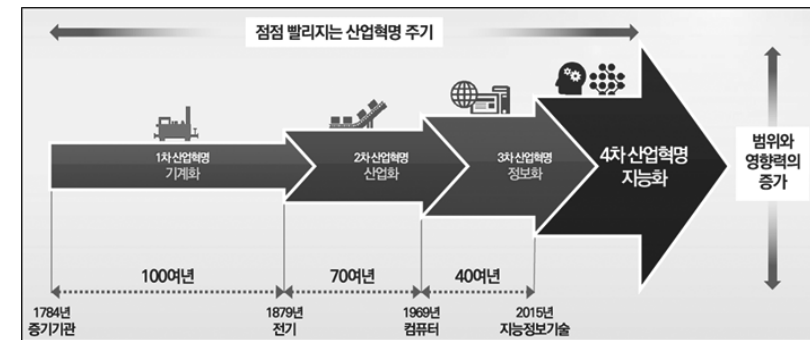 점점 빨리지는 산업혁명 주기
1차 산업혁명
기계화
2차 산업혁명
산업화
3차 산업혁명
정보화
4차 산업혁명
지능화
범위와
영향력의
증가
100여년
70여년
40여년
1784년
증기기관
1879년
전기
1969년
컴퓨터
2015년
지능정보기술